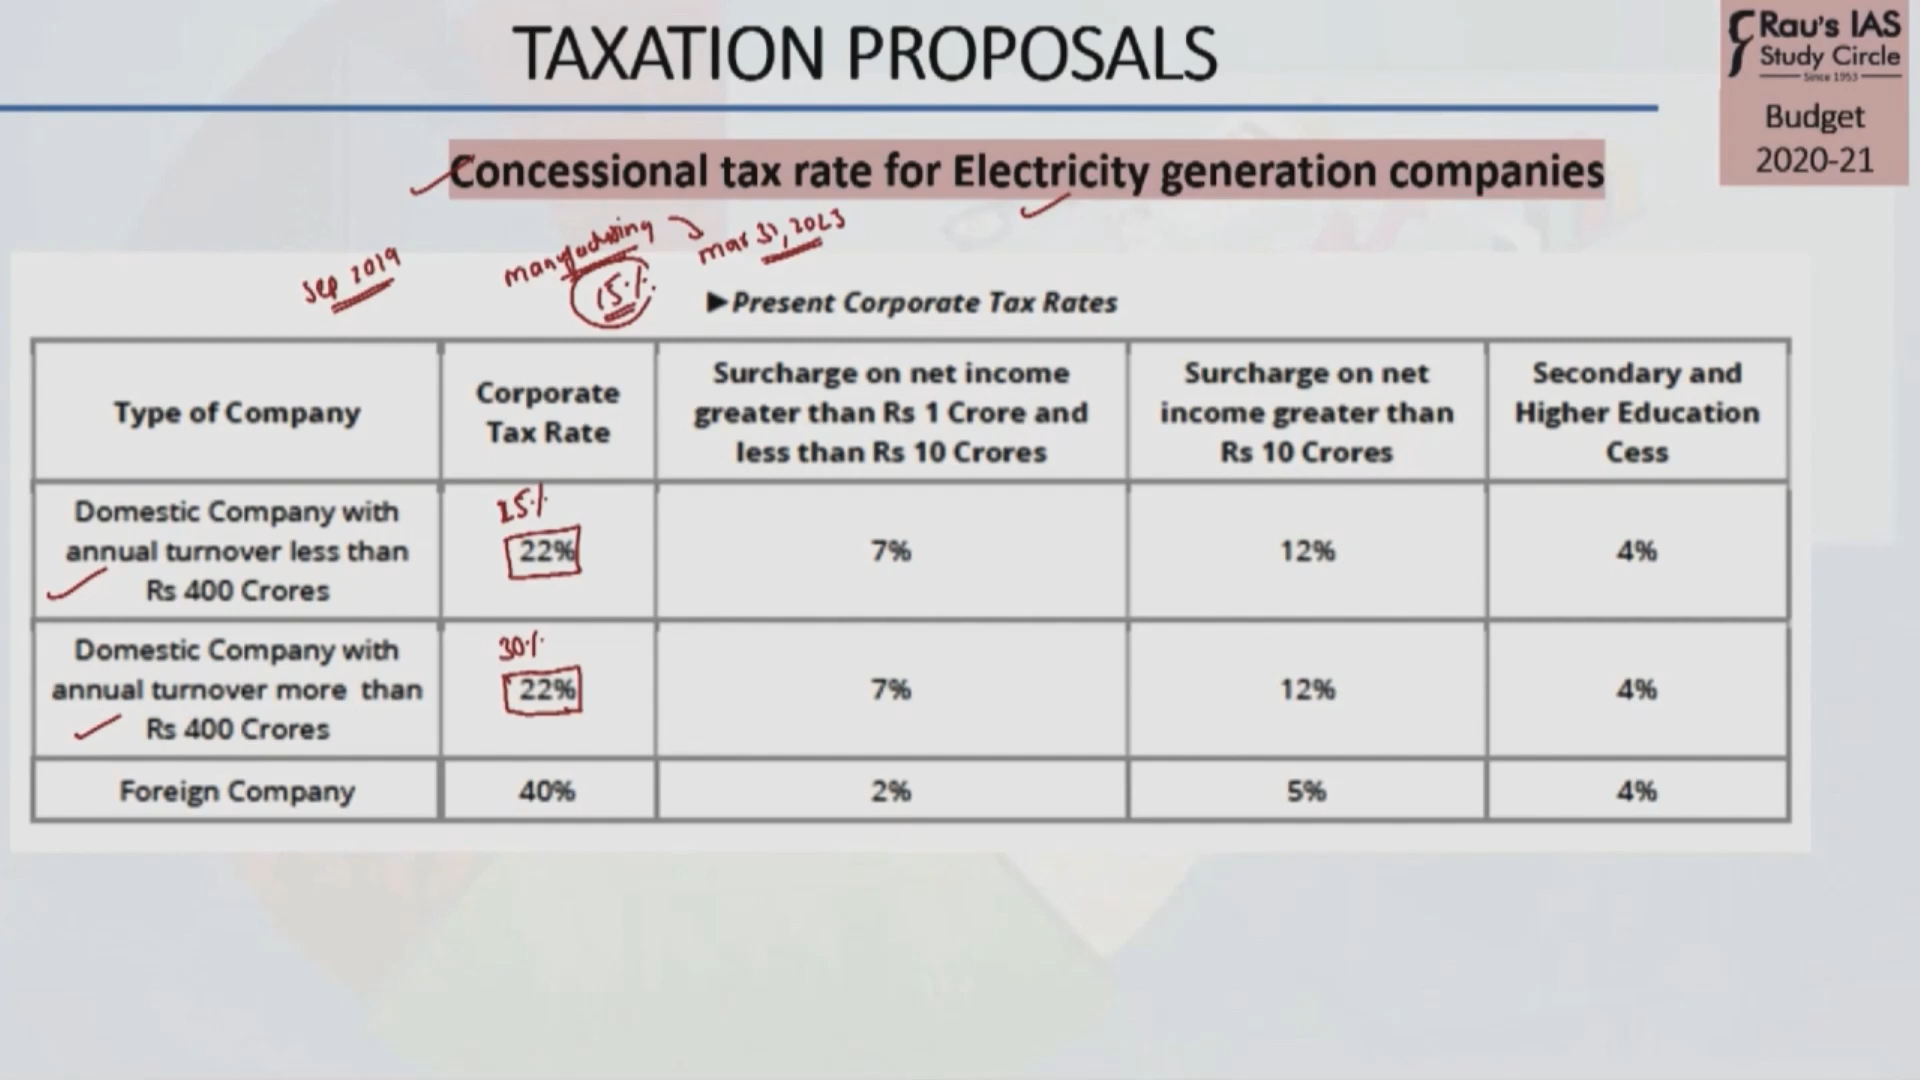 TAXATION PROPOSALS
Rau's IAS
Study Circle
Since 1953
Budget
2020-21
Concessional tax rate for Electricity generation companies
Sep 2019
manufacturing
mar 31, 2023
15%
▶Present Corporate Tax Rates
Type of Company
Corporate
Tax Rate
Surcharge on net income
greater than Rs 1 Crore and
less than Rs 10 Crores
Surcharge on net
income greater than
Rs 10 Crores
Secondary and
Higher Education
Cess
Domestic Company with
annual turnover less than
Rs 400 Crores
25%
22%
7%
12%
4%
Domestic Company with
annual turnover more than
Rs 400 Crores
30%
22%
7%
12%
4%
Foreign Company
40%
2%
5%
4%